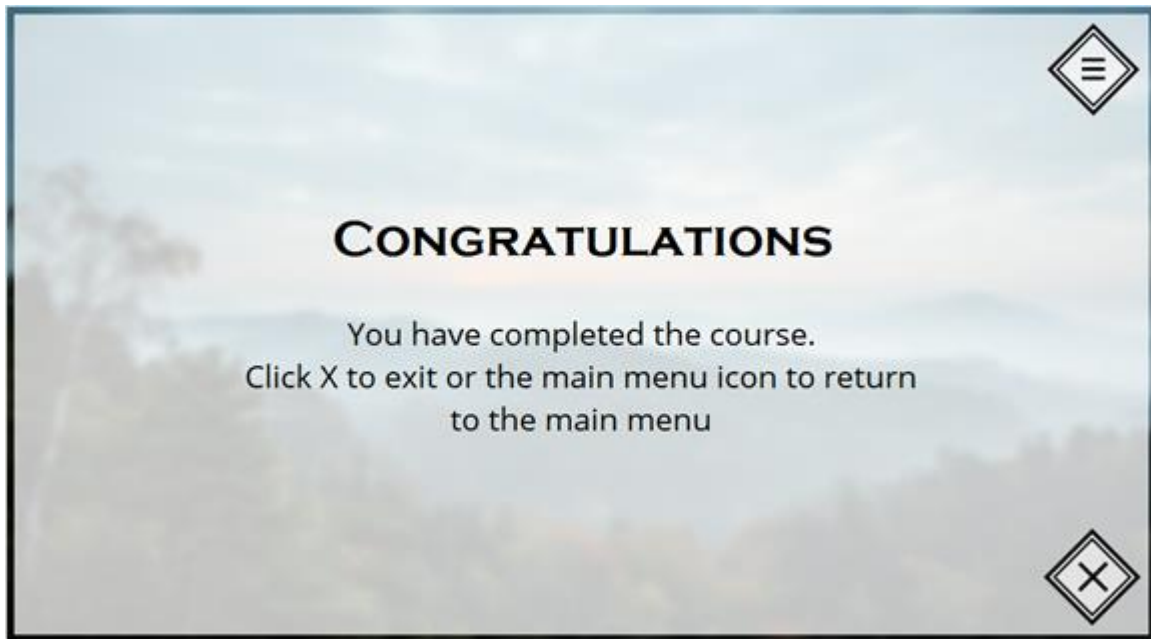 Congratulations
You have completed the course.
Click X to exit or the main menu icon to return
to the main menu